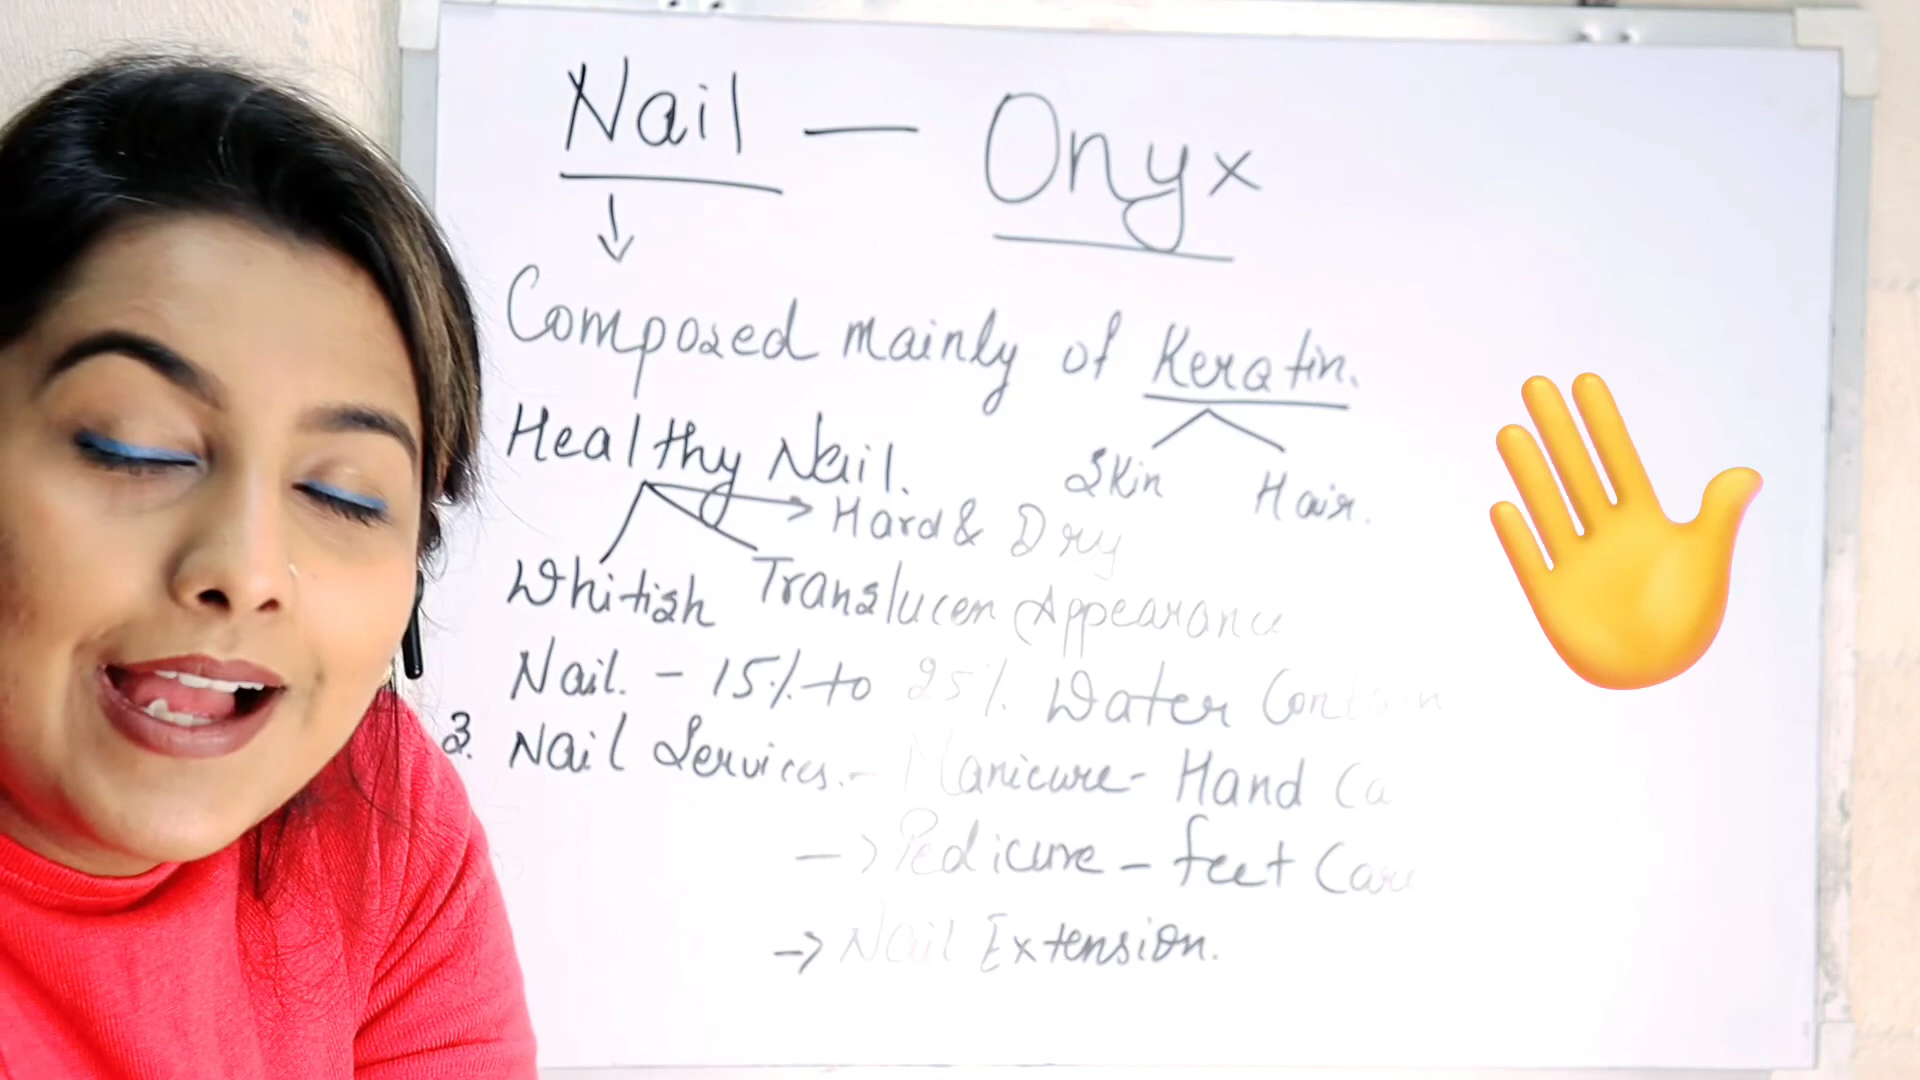 Nail — Onyx
↓
Composed mainly of Keratin.
Healthy Nail.
Skin Hair.
→ Hard & Dry
Whitish Translucen Appearance
Nail. - 15% to 25% Water
3. Nail Services. - Manicure - Hand Ca
→ Pedicure - feet Care
→ Nail Extension.